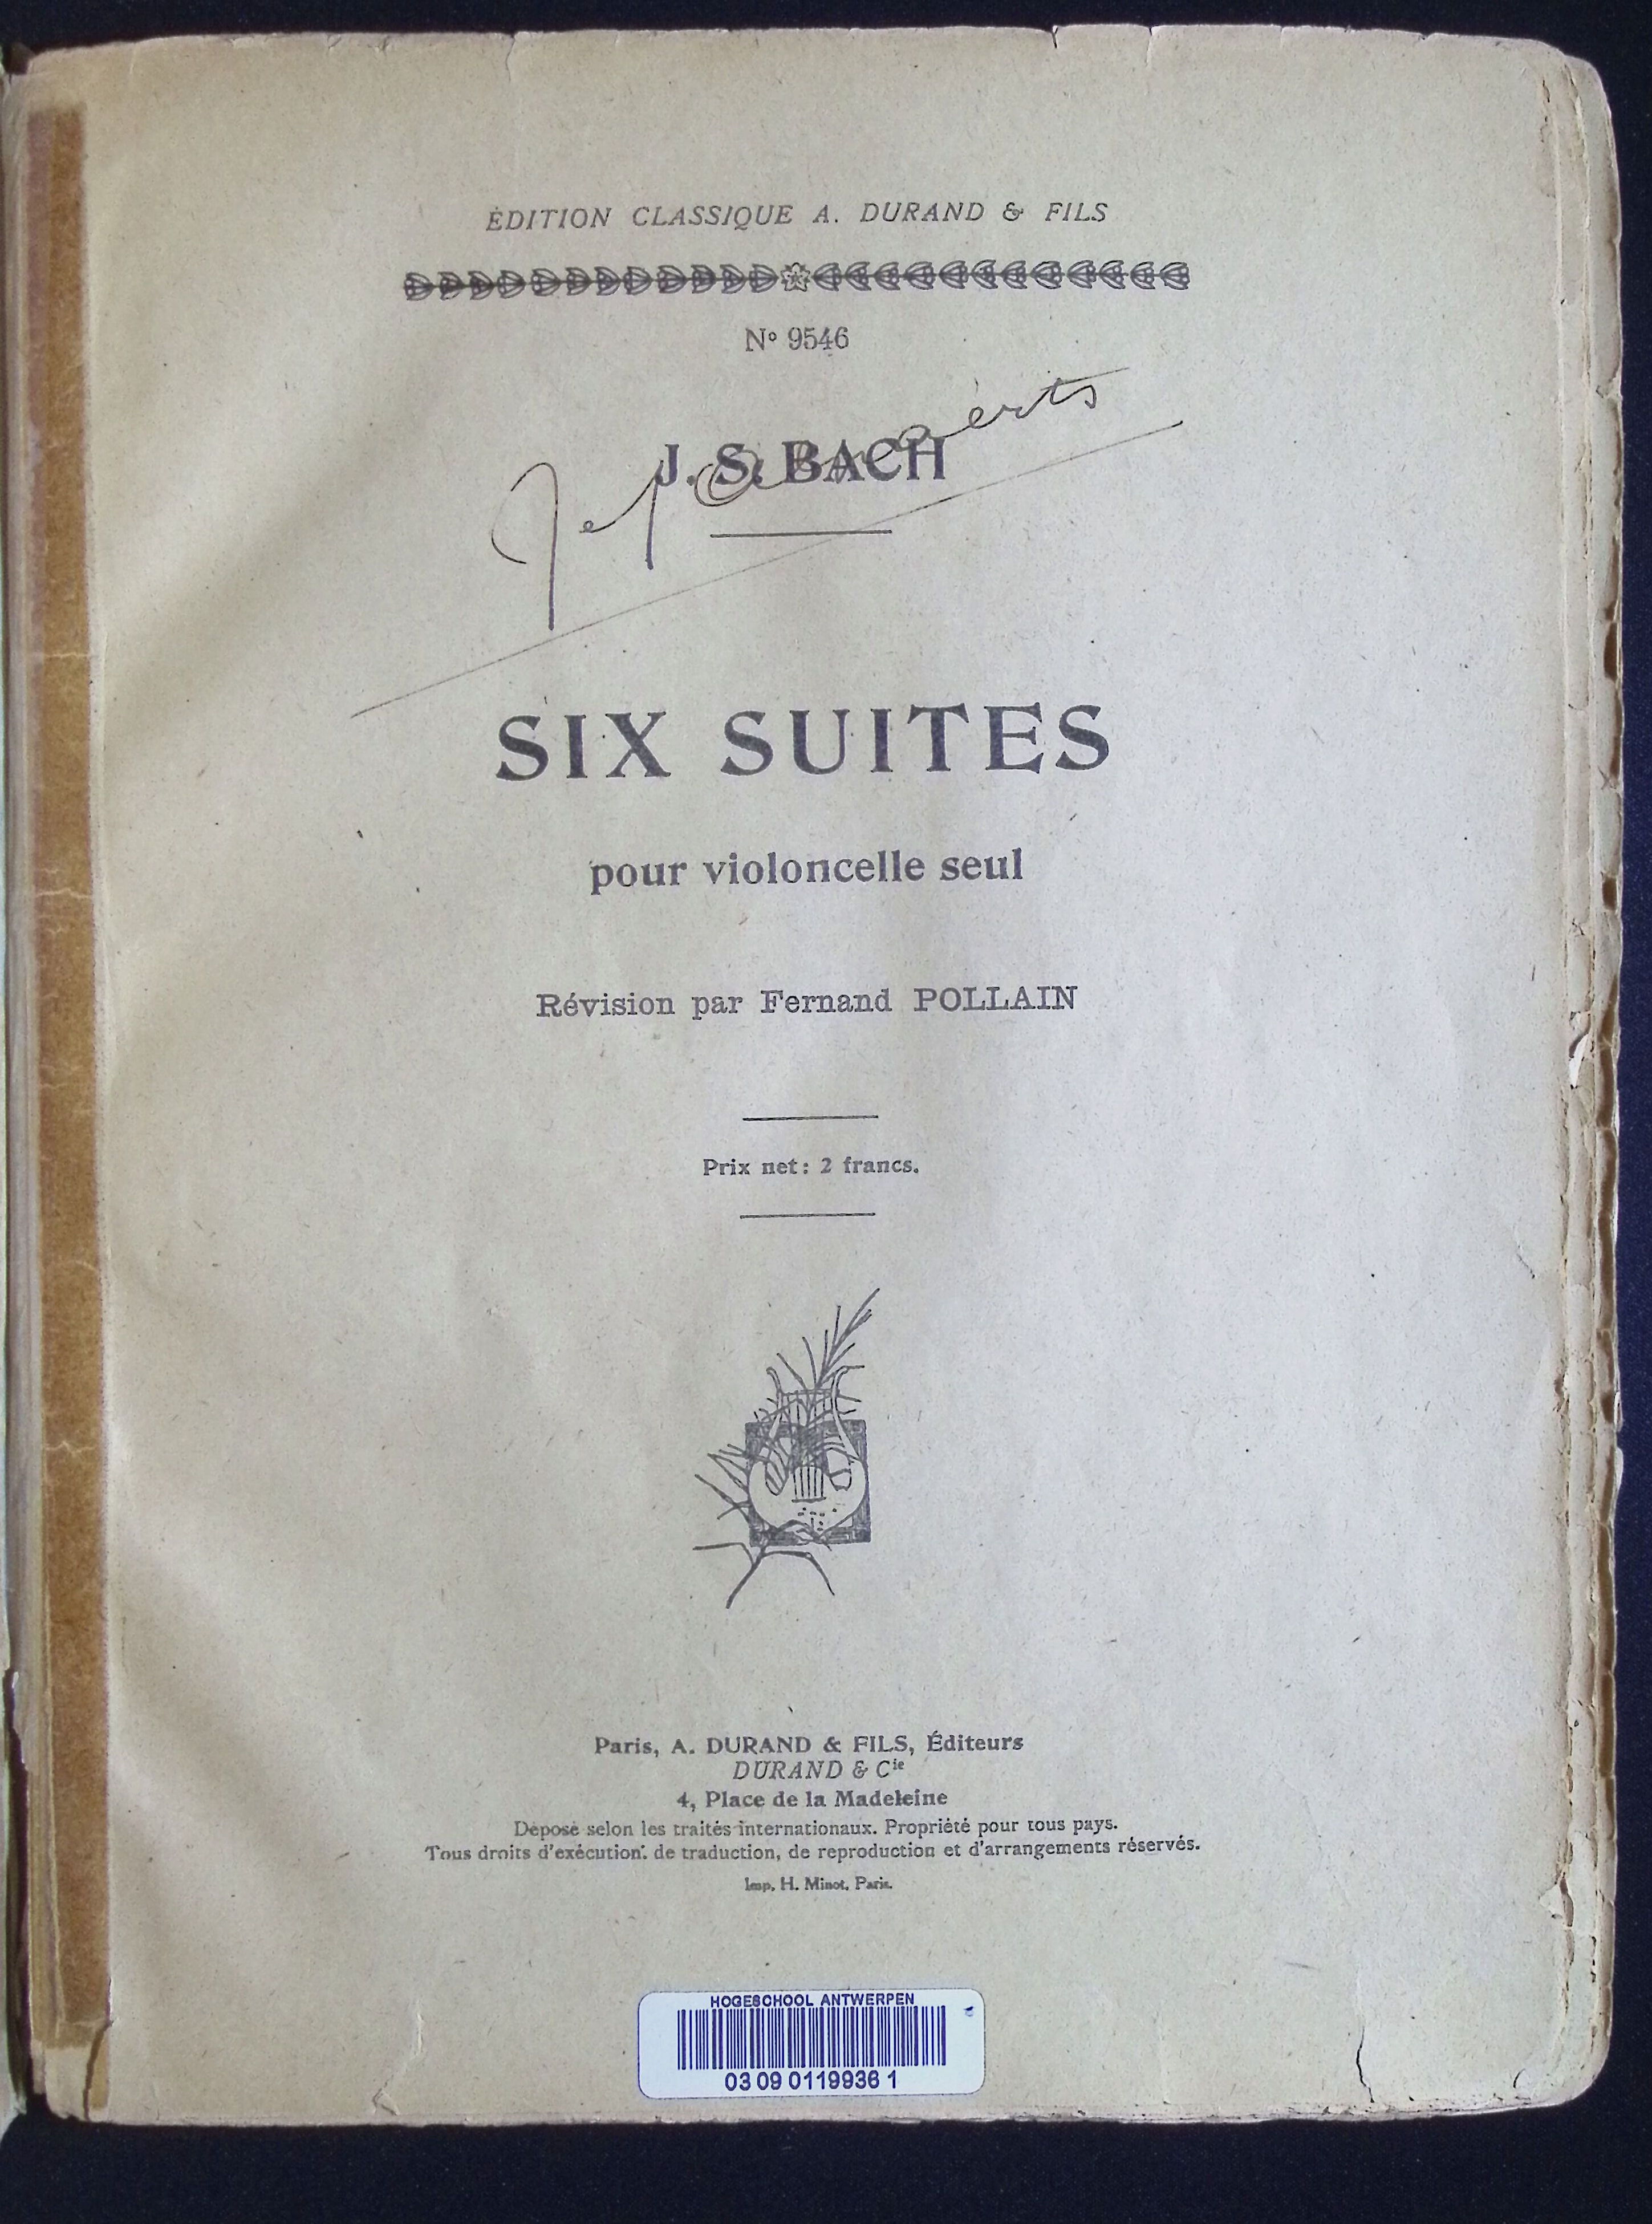 ÉDITION CLASSIQUE A. DURAND & FILS
Nº 9546
J. S. BACH
Jef
SIX SUITES
pour violoncelle seul
Révision par Fernand POLLAIN
Prix net: 2 francs.
Paris, A. DURAND & FILS, Éditeurs
DURAND & Cie
4, Place de la Madeleine
Déposé selon les traités internationaux. Propriété pour tous pays.
Tous droits d'exécution, de traduction, de reproduction et d'arrangements réservés.
Imp. H. Minot. Paris.
HOGESCHOOL ANTWERPEN
03 09 0119936 1